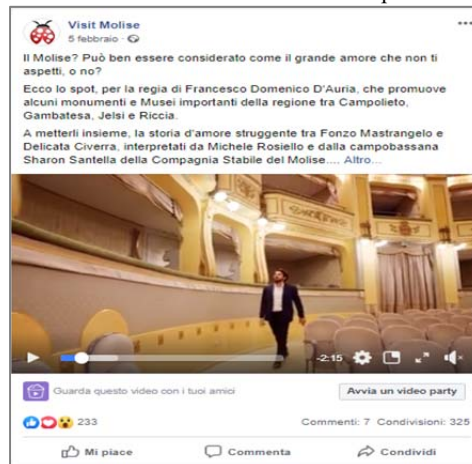 Visit Molise
5 febbraio ·
Il Molise? Può ben essere considerato come il grande amore che non ti
aspetti, o no?
Ecco lo spot, per la regia di Francesco Domenico D'Auria, che promuove
alcuni monumenti e Musei importanti della regione tra Campolieto,
Gambatesa, Jelsi e Riccia.
A metterli insieme, la storia d'amore struggente tra Fonzo Mastrangelo e
Delicata Civerra, interpretati da Michele Rosiello e dalla campobassana
Sharon Santella della Compagnia Stabile del Molise.... Altro...
-2:15
Guarda questo video con i tuoi amici
Avvia un video party
233
Commenti: 7 Condivisioni: 325
Mi piace
Commenta
Condividi